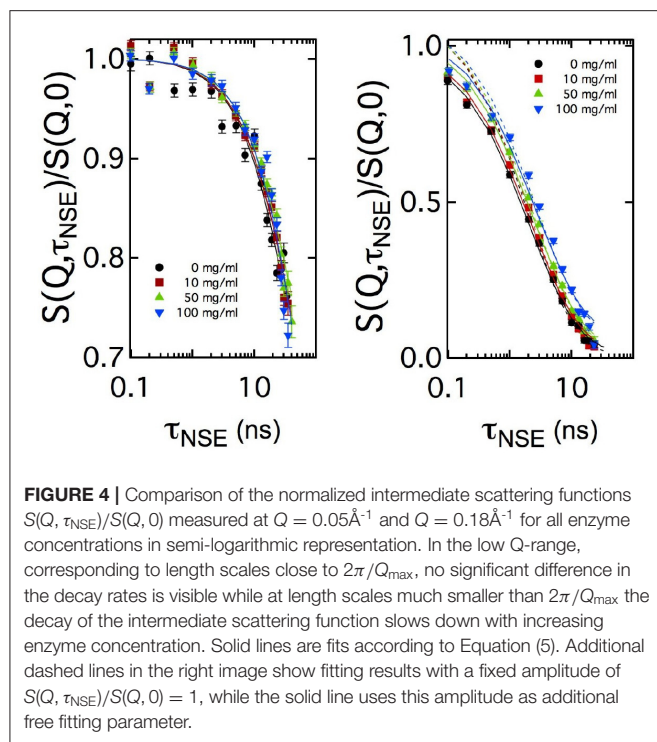 S(Q,τNSE)/S(Q,0)
1.0
0.9
0.8
0.7
0 mg/ml
10 mg/ml
50 mg/ml
100 mg/ml
0.1
10
τNSE (ns)
S(Q,τNSE)/S(Q,0)
1.0
0.5
0.0
0 mg/ml
10 mg/ml
50 mg/ml
100 mg/ml
0.1
10
τNSE (ns)
FIGURE 4 | Comparison of the normalized intermediate scattering functions
S(Q, τNSE)/S(Q, 0) measured at Q = 0.05Å-1 and Q = 0.18Å-1 for all enzyme
concentrations in semi-logarithmic representation. In the low Q-range,
corresponding to length scales close to 2π/Qmax, no significant difference in
the decay rates is visible while at length scales much smaller than 2π/Qmax the
decay of the intermediate scattering function slows down with increasing
enzyme concentration. Solid lines are fits according to Equation (5). Additional
dashed lines in the right image show fitting results with a fixed amplitude of
S(Q, τNSE)/S(Q, 0) = 1, while the solid line uses this amplitude as additional
free fitting parameter.